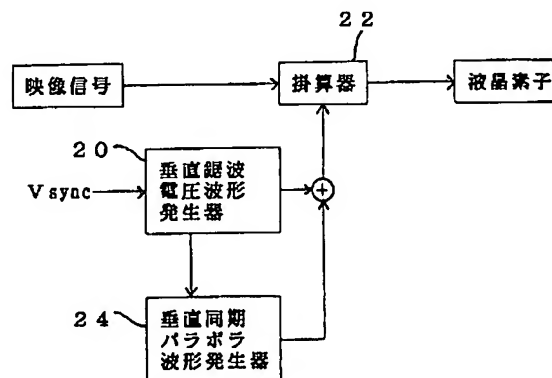 ２２
映像信号
掛算器
液晶素子
２０
Ｖsync
垂直鋸波
電圧波形
発生器
＋
２４
垂直同期
パラボラ
波形発生器